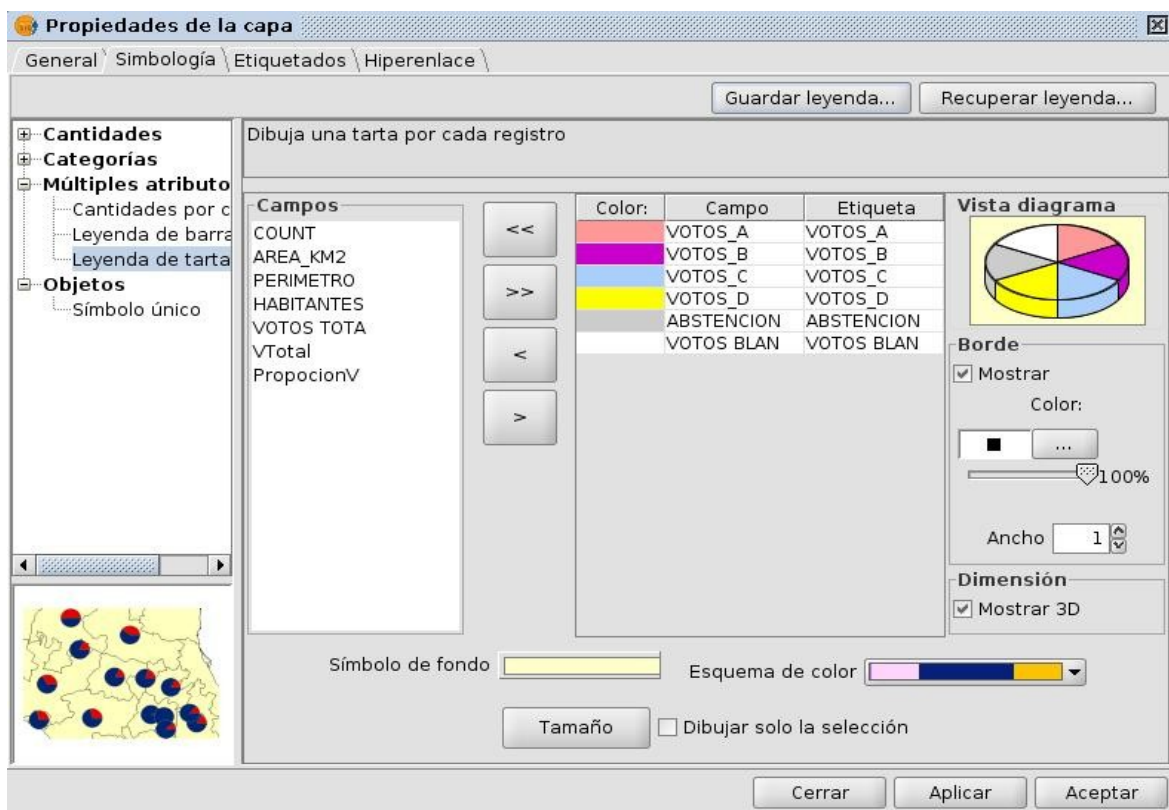 Propiedades de la capa
General Simbología Etiquetados Hiperenlace
Guardar leyenda... Recuperar leyenda...
Cantidades
Categorías
Múltiples atributo
Cantidades por c
Leyenda de barra
Leyenda de tarta
Objetos
Símbolo único
Dibuja una tarta por cada registro
Campos
COUNT
AREA_KM2
PERIMETRO
HABITANTES
VOTOS TOTA
VTotal
PropocionV
<<
>>
<
>
Color: Campo Etiqueta
VOTOS_A VOTOS_A
VOTOS_B VOTOS_B
VOTOS_C VOTOS_C
VOTOS_D VOTOS_D
ABSTENCION ABSTENCION
VOTOS BLAN VOTOS BLAN
Vista diagrama
Borde
Mostrar
Color:
...
100%
Ancho 1
Dimensión
Mostrar 3D
Símbolo de fondo Esquema de color
Tamaño Dibujar solo la selección
Cerrar Aplicar Aceptar